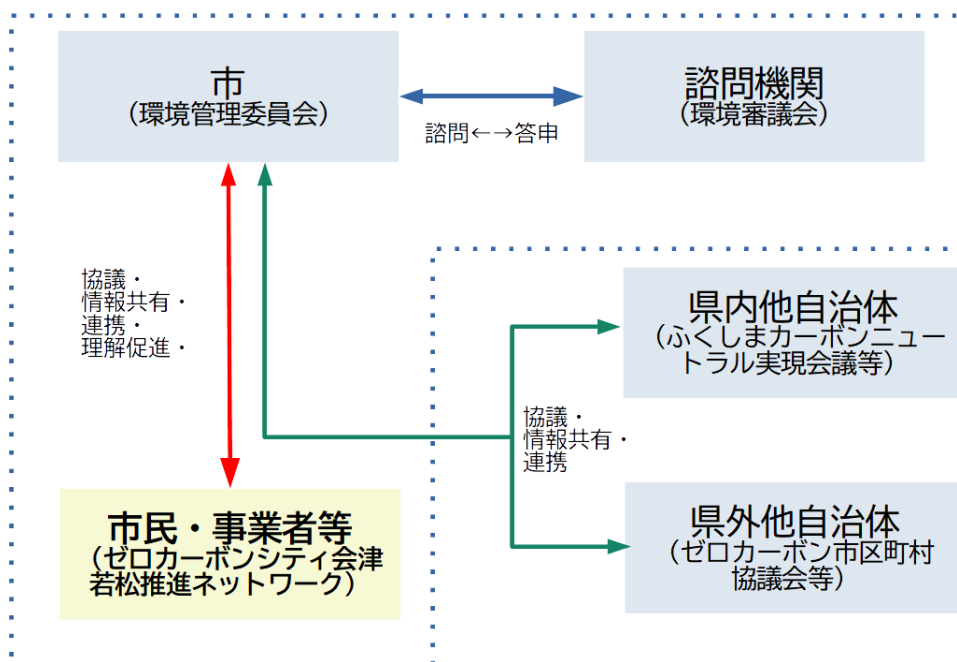 市
（環境管理委員会）
諮問機関
（環境審議会）
諮問←→答申
協議・
情報共有・
連携・
理解促進・
県内他自治体
（ふくしまカーボンニュー
トラル実現会議等）
協議・
情報共有・
連携
市民・事業者等
（ゼロカーボンシティ会津
若松推進ネットワーク）
県外他自治体
（ゼロカーボン市区町村
協議会等）